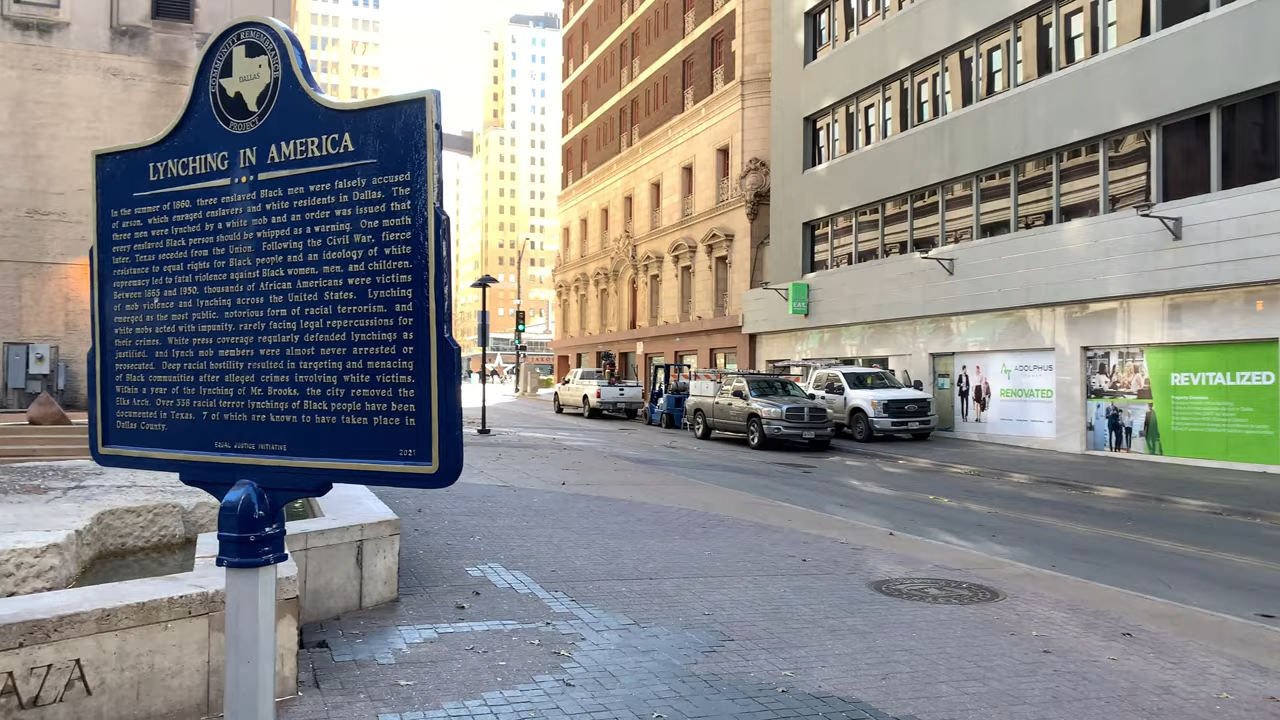 COMMUNITY REMEMBRANCE
DALLAS
PROJECT
LYNCHING IN AMERICA
In the summer of 1860, three enslaved Black men were falsely accused
of arson, which enraged enslavers and white residents in Dallas. The
three men were lynched by a white mob and an order was issued that
every enslaved Black person should be whipped as a warning. One month
later, Texas seceded from the Union. Following the Civil War, fierce
resistance to equal rights for Black people and an ideology of white
supremacy led to fatal violence against Black women, men, and children.
Between 1865 and 1950, thousands of African Americans were victims
of mob violence and lynching across the United States. Lynching
emerged as the most public, notorious form of racial terrorism, and
white mobs acted with impunity, rarely facing legal repercussions for
their crimes. White press coverage regularly defended lynchings as
justified, and lynch mob members were almost never arrested or
prosecuted. Deep racial hostility resulted in targeting and menacing
of Black communities after alleged crimes involving white victims.
Within a year of the lynching of Mr. Brooks, the city removed the
Elks Arch. Over 338 racial terror lynchings of Black people have been
documented in Texas, 7 of which are known to have taken place in
Dallas County.
EQUAL JUSTICE INITIATIVE
2021
AZA
ADOLPHUS
RENOVATED
REVITALIZED